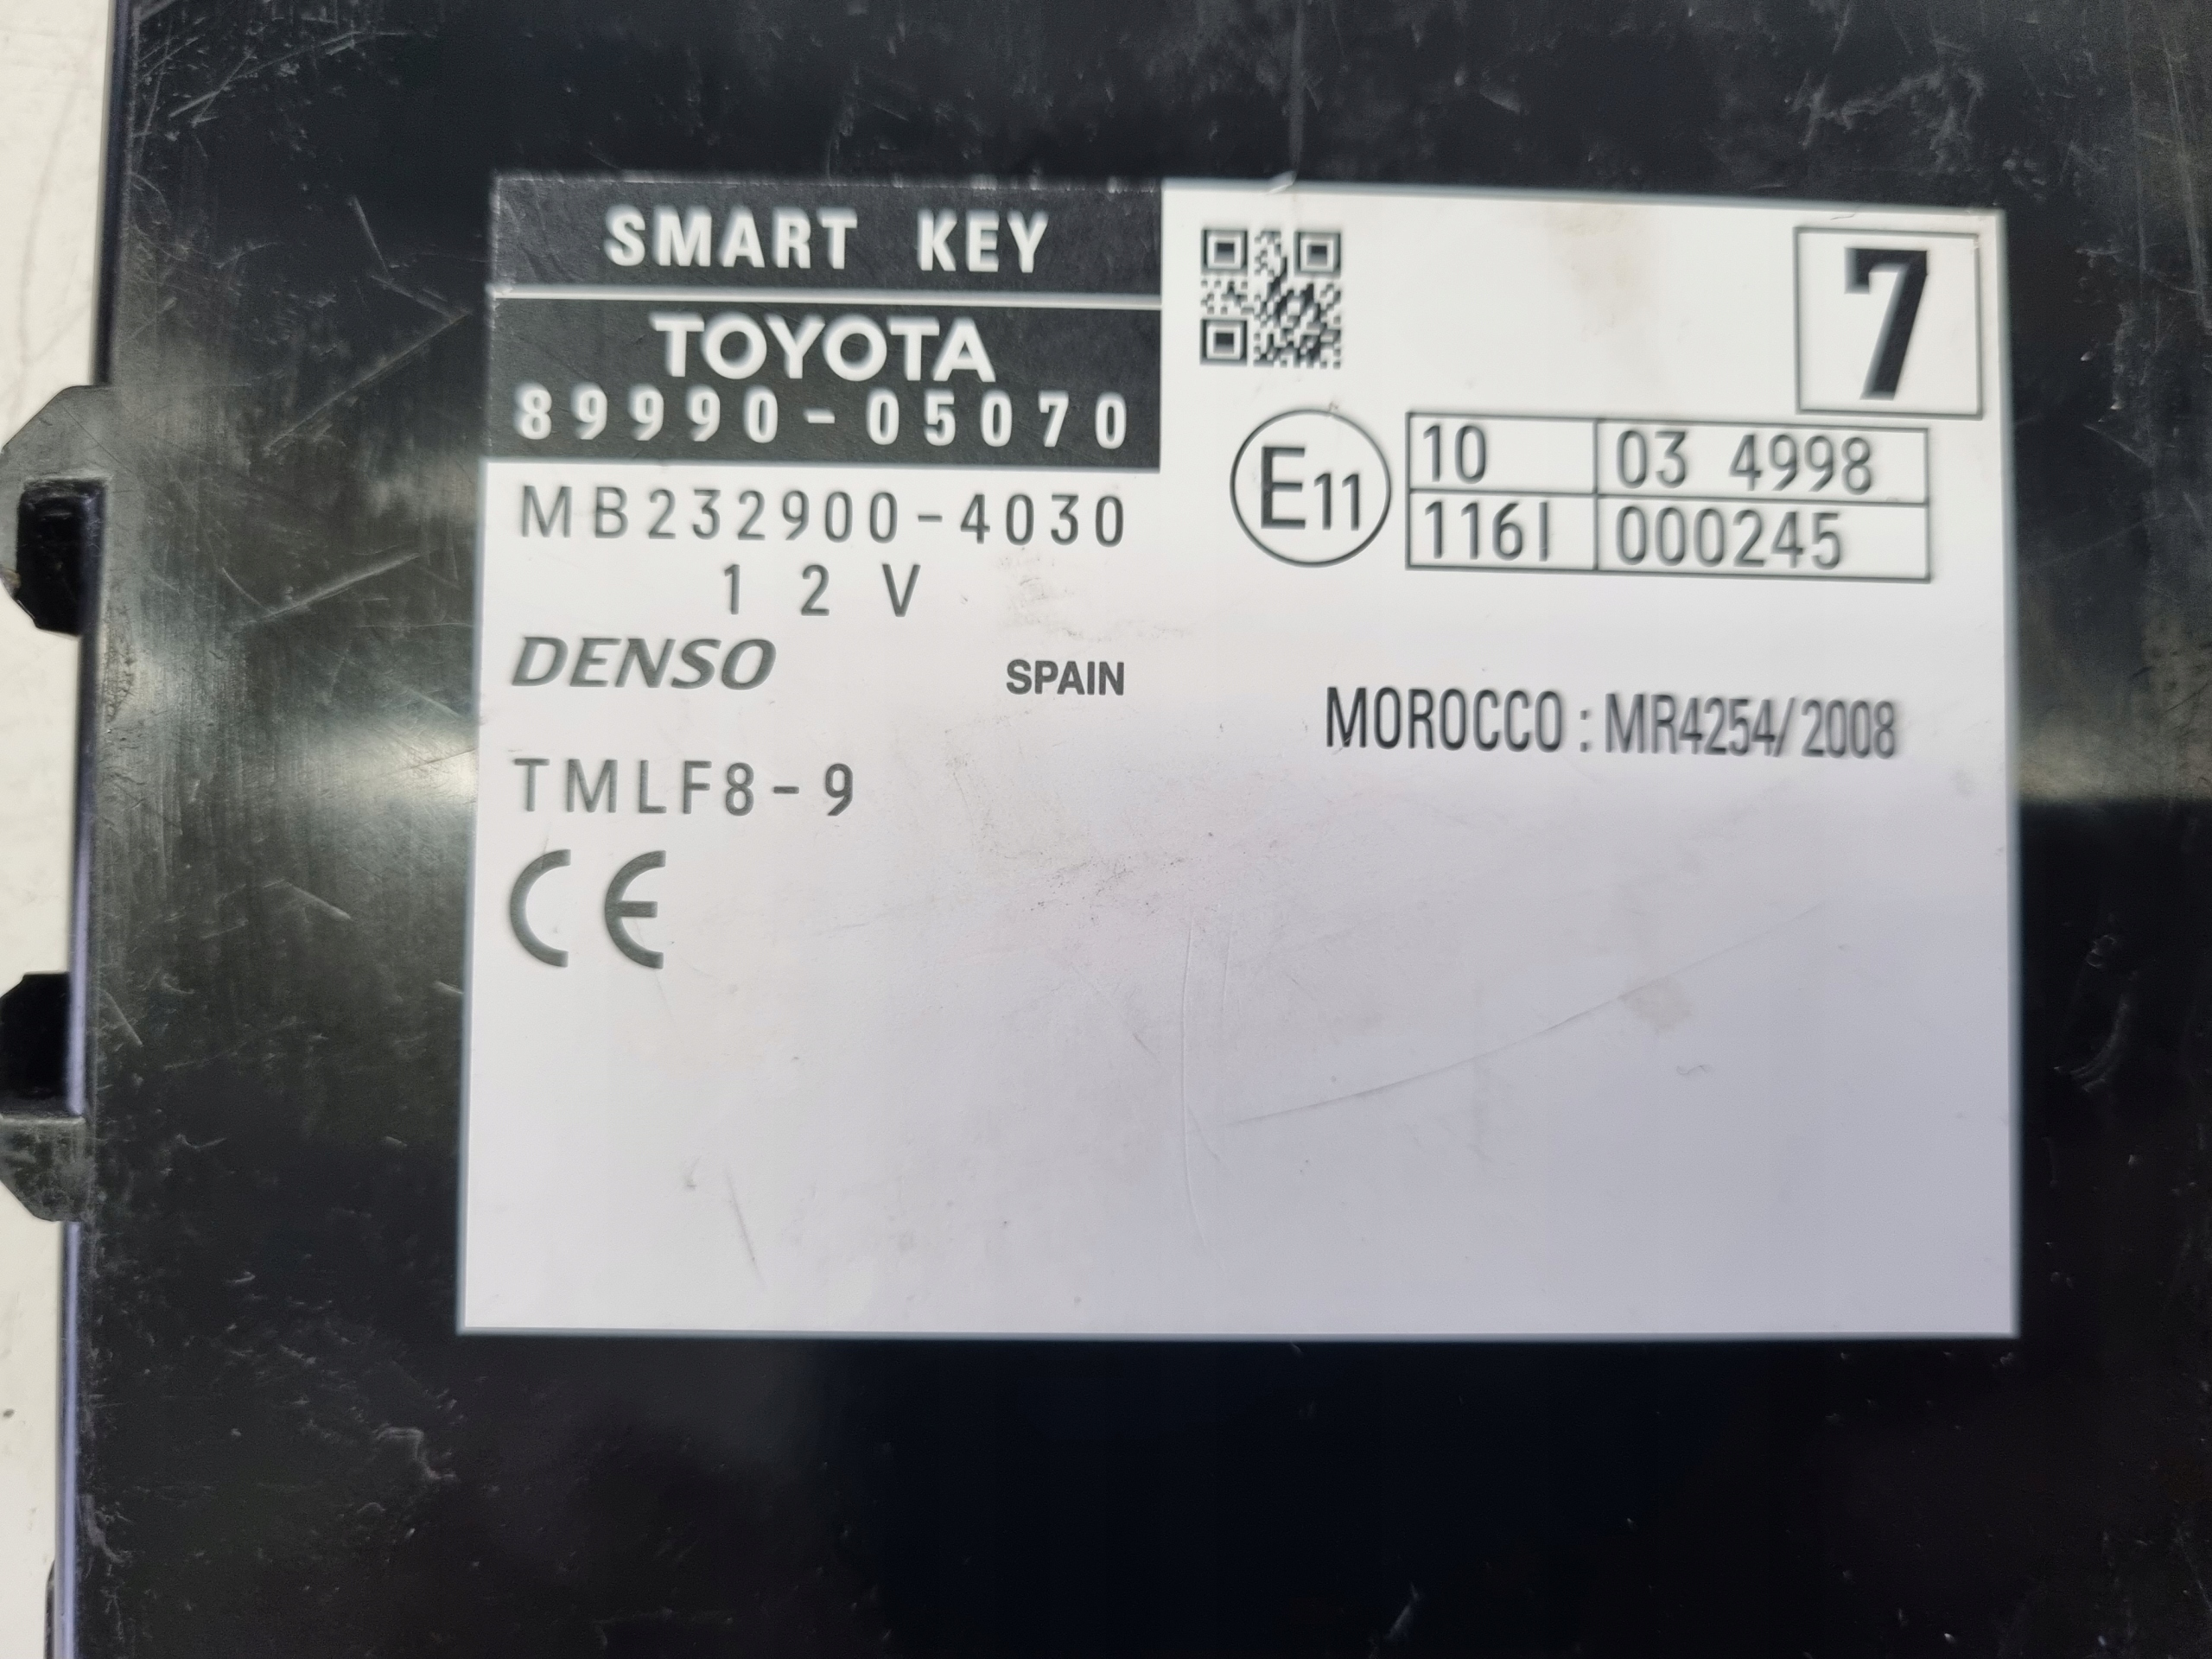 SMART KEY
TOYOTA
89990-05070
MB232900-4030
12V
DENSO
SPAIN
TMLF8-9
CE
7
E11
10 03 4998
116I 000245
MOROCCO : MR4254/2008